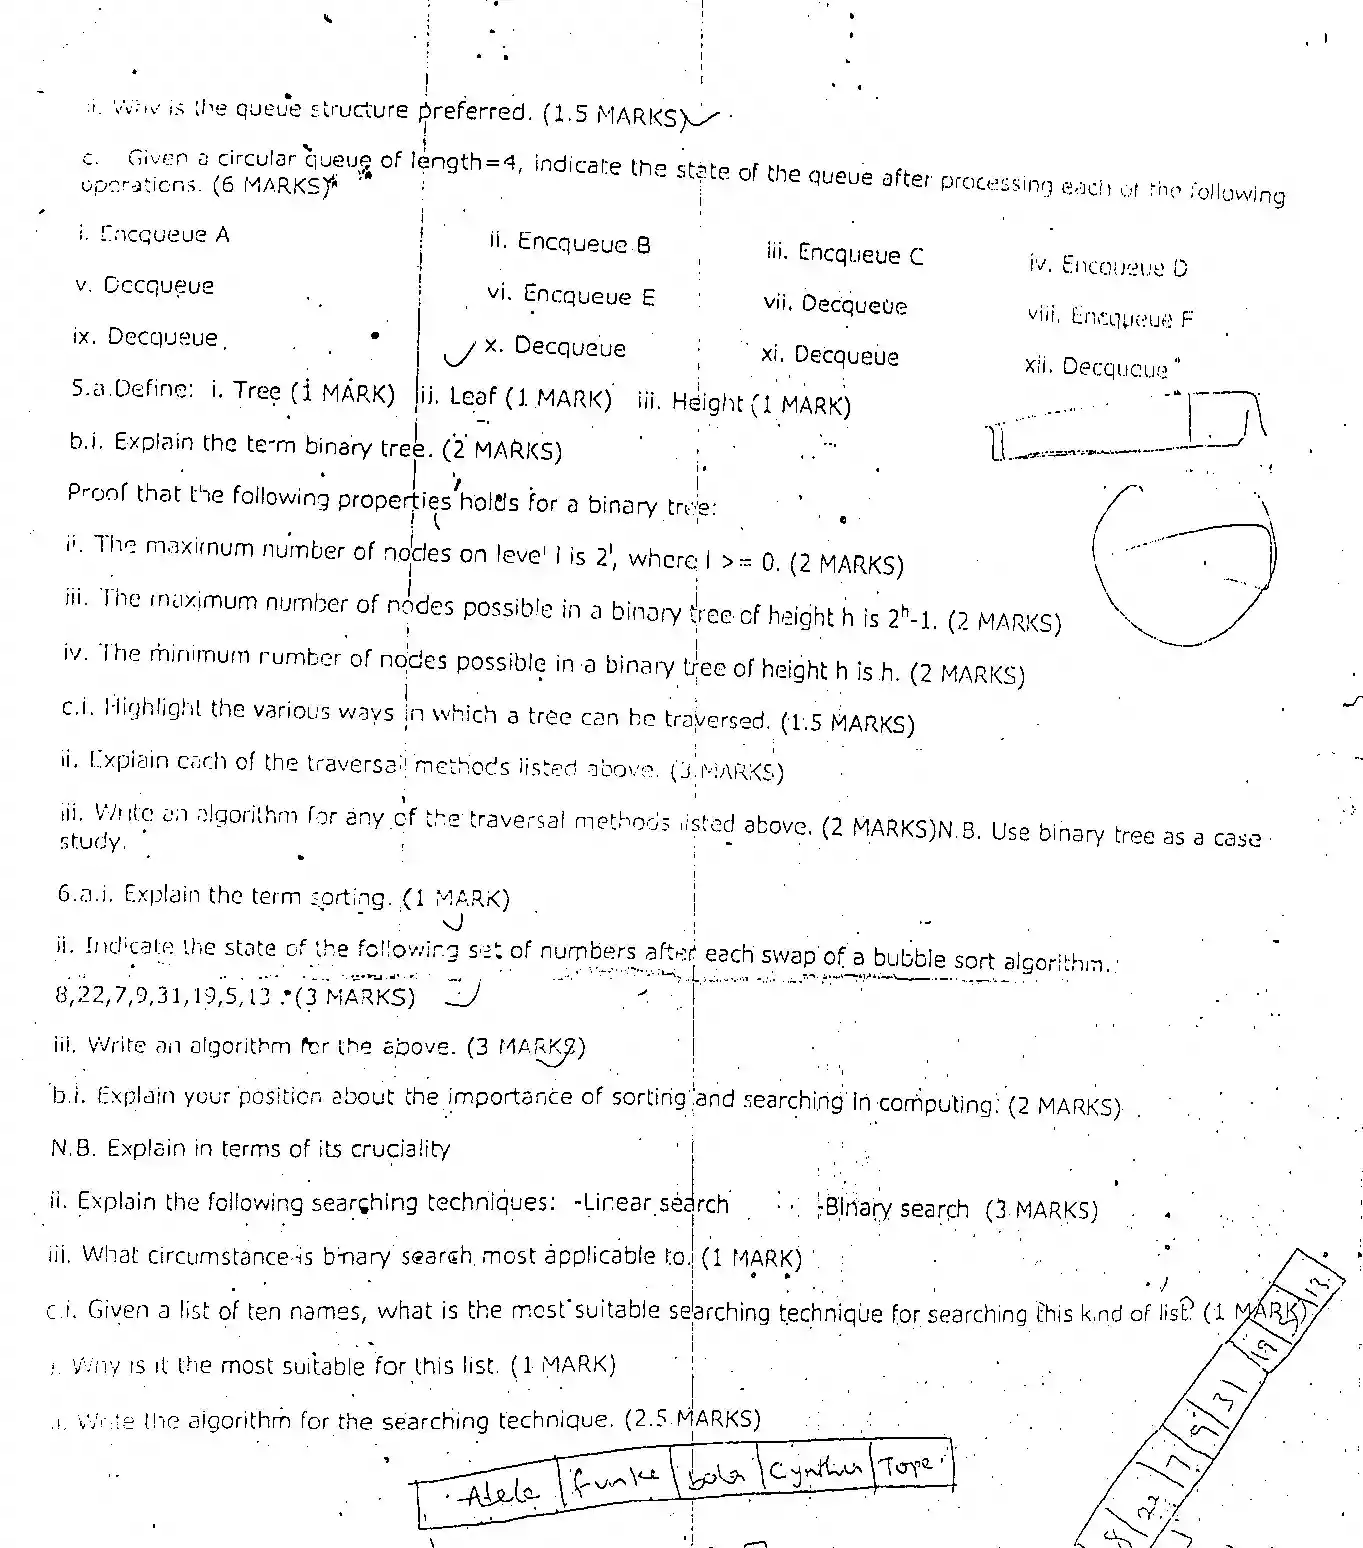 ii. Why is the queue structure preferred. (1.5 MARKS)
c. Given a circular queue of length=4, indicate the state of the queue after processing each of the following
operations. (6 MARKS)
i. Encqueue A ii. Encqueue B iii. Encqueue C iv. Encqueue D
v. Decqueue vi. Encqueue E vii. Decqueue viii. Encqueue F
ix. Decqueue x. Decqueue xi. Decqueue xii. Decqueue
5.a.Define: i. Tree (1 MARK) ii. Leaf (1 MARK) iii. Height (1 MARK)
b.i. Explain the term binary tree. (2 MARKS)
Proof that the following properties holds for a binary tree:
ii. The maximum number of nodes on level l is 2^l, where l >= 0. (2 MARKS)
iii. The maximum number of nodes possible in a binary tree of height h is 2^h-1. (2 MARKS)
iv. The minimum number of nodes possible in a binary tree of height h is h. (2 MARKS)
c.i. Highlight the various ways in which a tree can be traversed. (1.5 MARKS)
ii. Explain each of the traversal methods listed above. (3 MARKS)
iii. Write an algorithm for any of the traversal methods listed above. (2 MARKS)N.B. Use binary tree as a case
study.
6.a.i. Explain the term sorting. (1 MARK)
ii. Indicate the state of the following set of numbers after each swap of a bubble sort algorithm.
8,22,7,9,31,19,5,13 (3 MARKS)
iii. Write an algorithm for the above. (3 MARKS)
b.i. Explain your position about the importance of sorting and searching in computing. (2 MARKS)
N.B. Explain in terms of its cruciality
ii. Explain the following searching techniques: -Linear search -Binary search (3 MARKS)
iii. What circumstance is binary search most applicable to. (1 MARK)
c.i. Given a list of ten names, what is the most suitable searching technique for searching this kind of list? (1 MARK)
Why is it the most suitable for this list. (1 MARK)
Write the algorithm for the searching technique. (2.5 MARKS)
funke bola Cynthia Tope
8 22 7 9 31 19 5 13